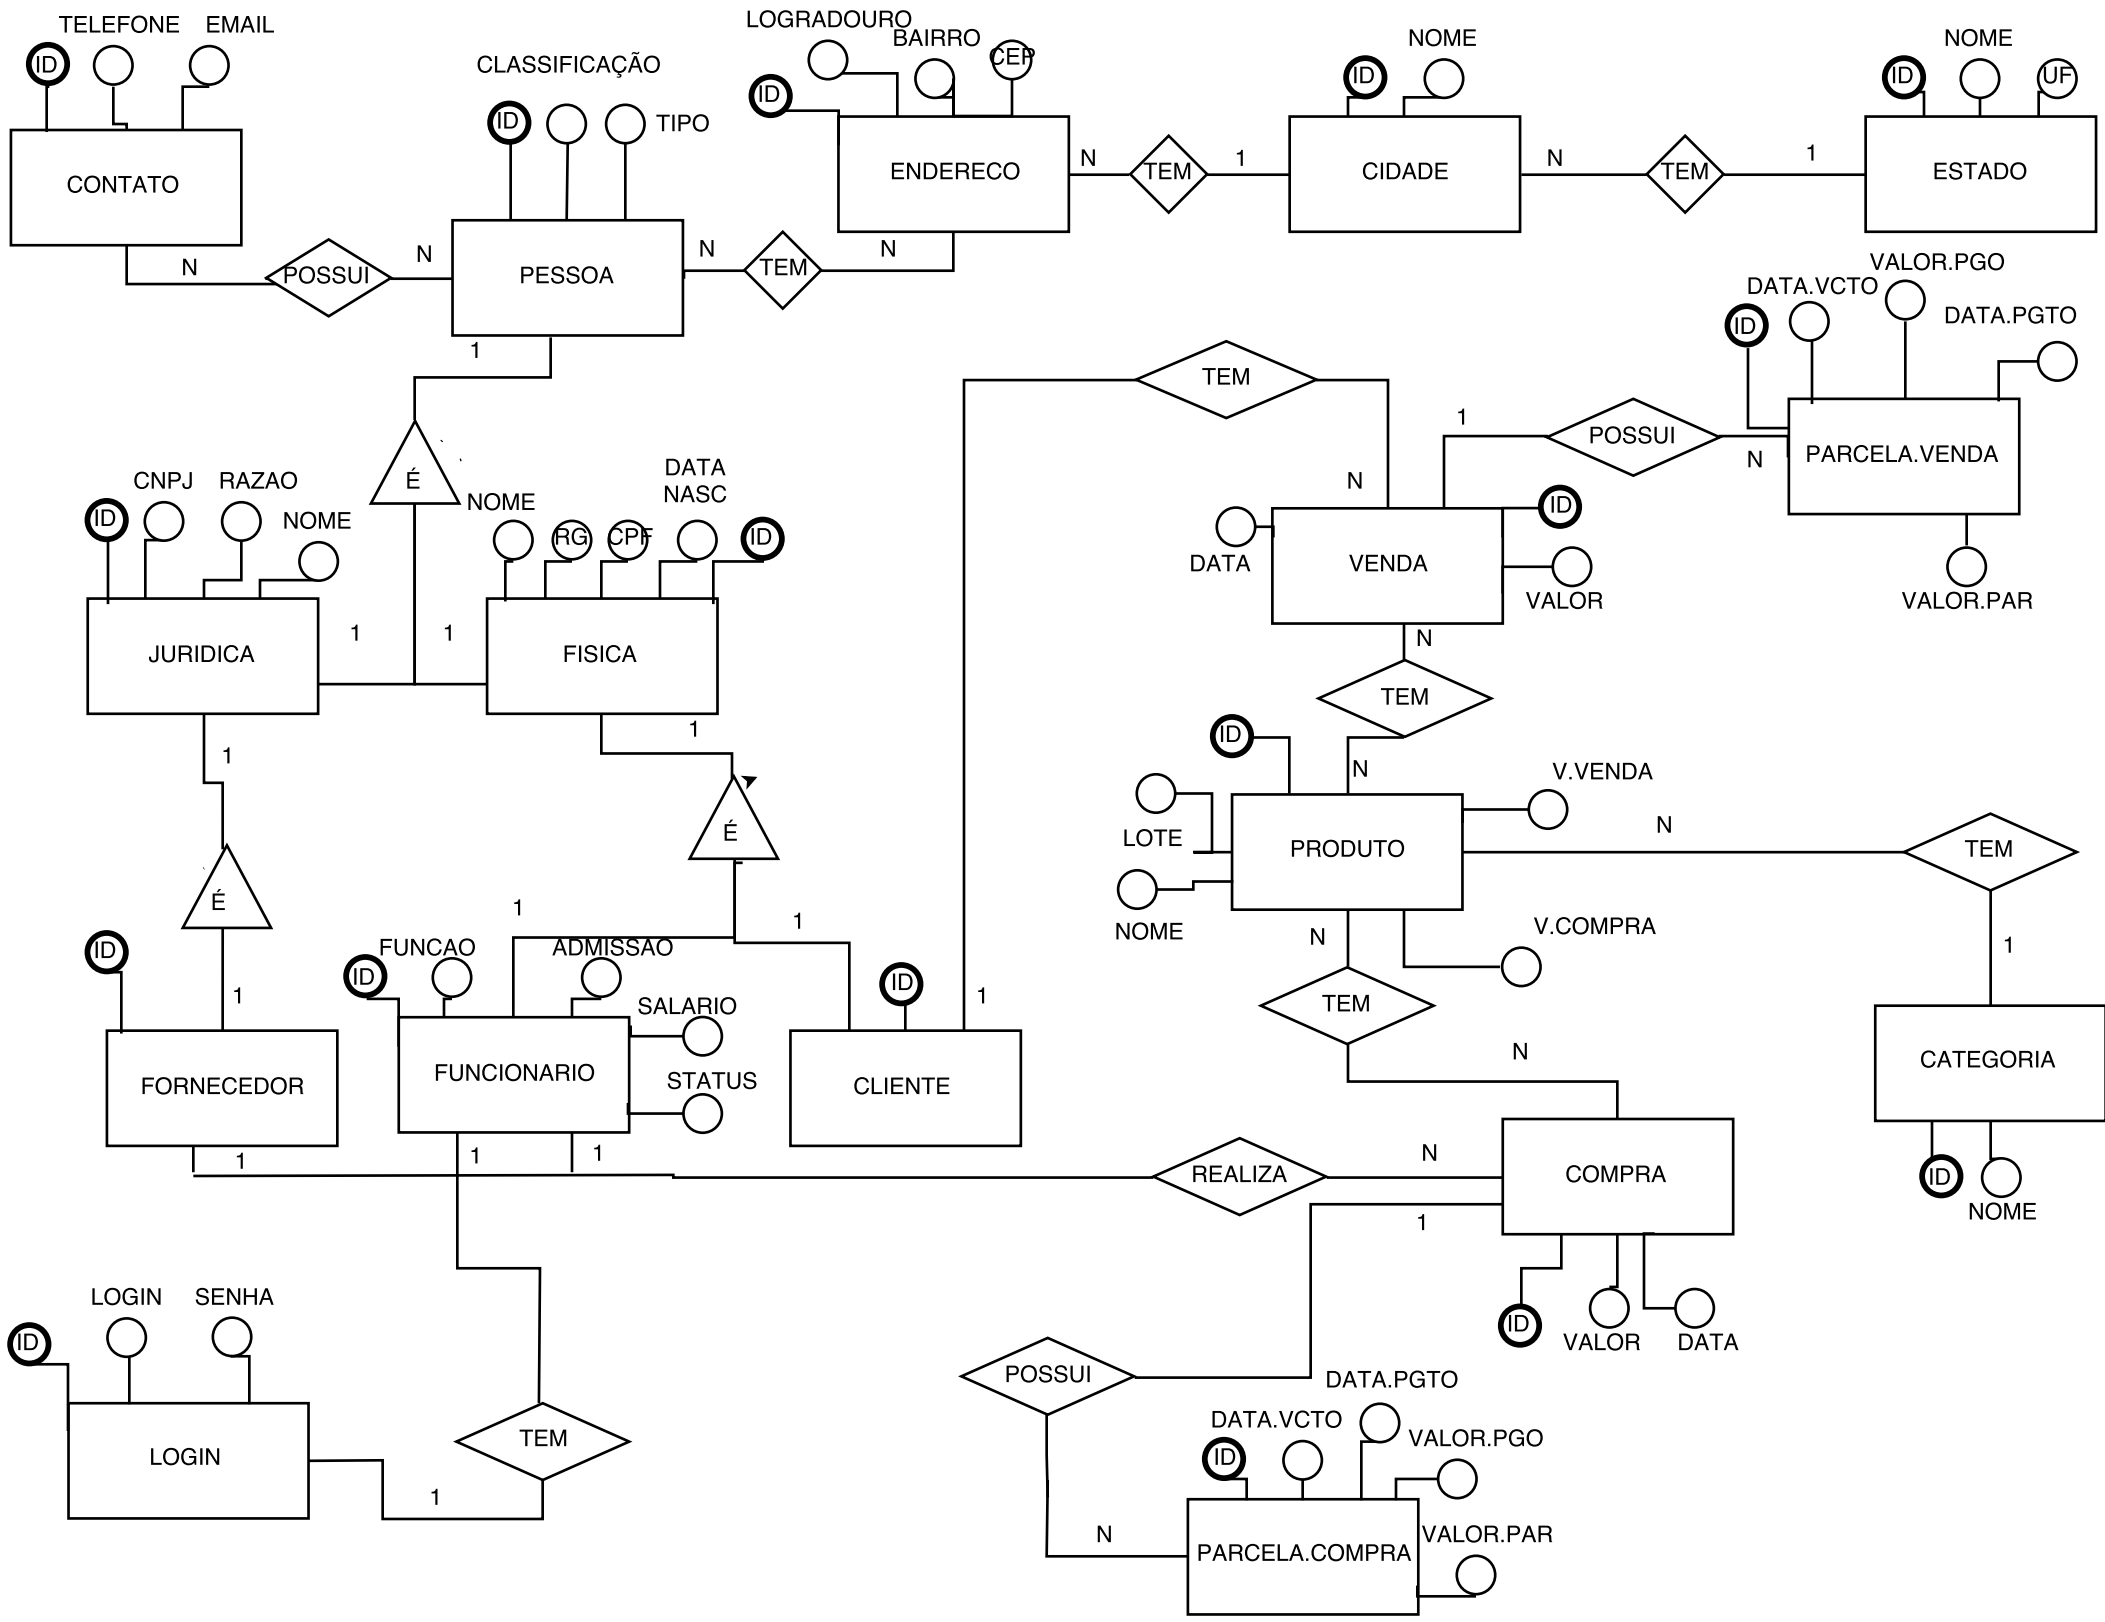 LOGRADOURO
TELEFONE
EMAIL
BAIRRO
NOME
NOME
ID
CLASSIFICAÇÃO
CEP
ID
ID
UF
ID
ID
TIPO
CONTATO
ENDERECO
N
TEM
1
CIDADE
N
TEM
1
ESTADO
N
POSSUI
N
PESSOA
N
TEM
N
VALOR.PGO
DATA.VCTO
DATA.PGTO
ID
1
TEM
1
POSSUI
N
PARCELA.VENDA
CNPJ
RAZAO
É
NOME
DATA
NASC
N
ID
NOME
RG
CPF
ID
ID
DATA
VENDA
VALOR
VALOR.PAR
JURIDICA
1
1
FISICA
N
TEM
1
1
ID
N
V.VENDA
É
LOTE
PRODUTO
N
TEM
É
NOME
N
V.COMPRA
1
1
1
ID
FUNCAO
ADMISSAO
ID
ID
1
1
SALARIO
TEM
N
FORNECEDOR
FUNCIONARIO
STATUS
CLIENTE
CATEGORIA
1
1
1
REALIZA
N
COMPRA
ID
NOME
1
LOGIN
SENHA
ID
ID
VALOR
DATA
POSSUI
DATA.PGTO
DATA.VCTO
VALOR.PGO
LOGIN
TEM
ID
1
N
PARCELA.COMPRA
VALOR.PAR